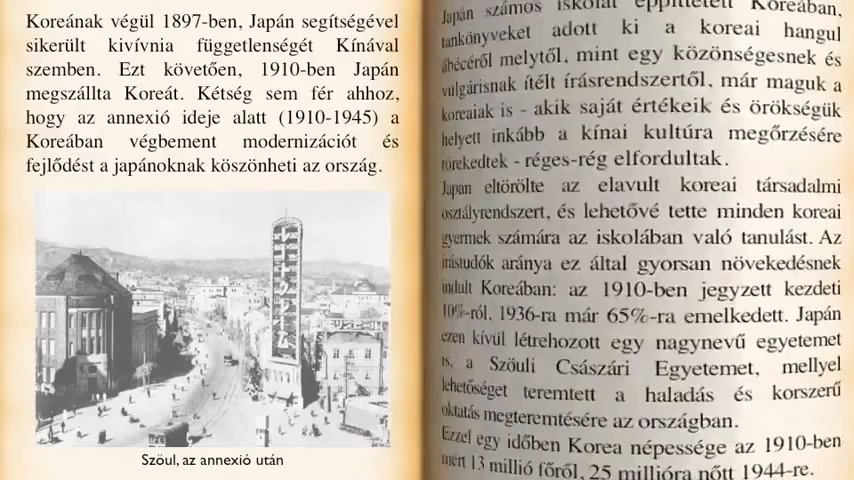 Koreának végül 1897-ben, Japán segítségével
sikerült kivívnia függetlenségét Kínával
szemben. Ezt követően, 1910-ben Japán
megszállta Koreát. Kétség sem fér ahhoz,
hogy az annexió ideje alatt (1910-1945) a
Koreában végbement modernizációt és
fejlődést a japánoknak köszönheti az ország.
Szöul, az annexió után
Japán számos iskolát építtetett Koreában,
tankönyveket adott ki a koreai hangul
ábécéről melytől, mint egy közönségesnek és
vulgárisnak ítélt írásrendszertől, már maguk a
koreaiak is - akik saját értékeik és örökségük
helyett inkább a kínai kultúra megőrzésére
törekedtek - réges-rég elfordultak.
Japán eltörölte az elavult koreai társadalmi
osztályrendszert, és lehetővé tette minden koreai
gyermek számára az iskolában való tanulást. Az
írástudók aránya ez által gyorsan növekedésnek
indult Koreában: az 1910-ben jegyzett kezdeti
10%-ról, 1936-ra már 65%-ra emelkedett. Japán
ezen kívül létrehozott egy nagynevű egyetemet
is, a Szöuli Császári Egyetemet, mellyel
lehetőséget teremtett a haladás és korszerű
oktatás megteremtésére az országban.
Ezzel egy időben Korea népessége az 1910-ben
mért 13 millió főről, 25 millióra nőtt 1944-re.